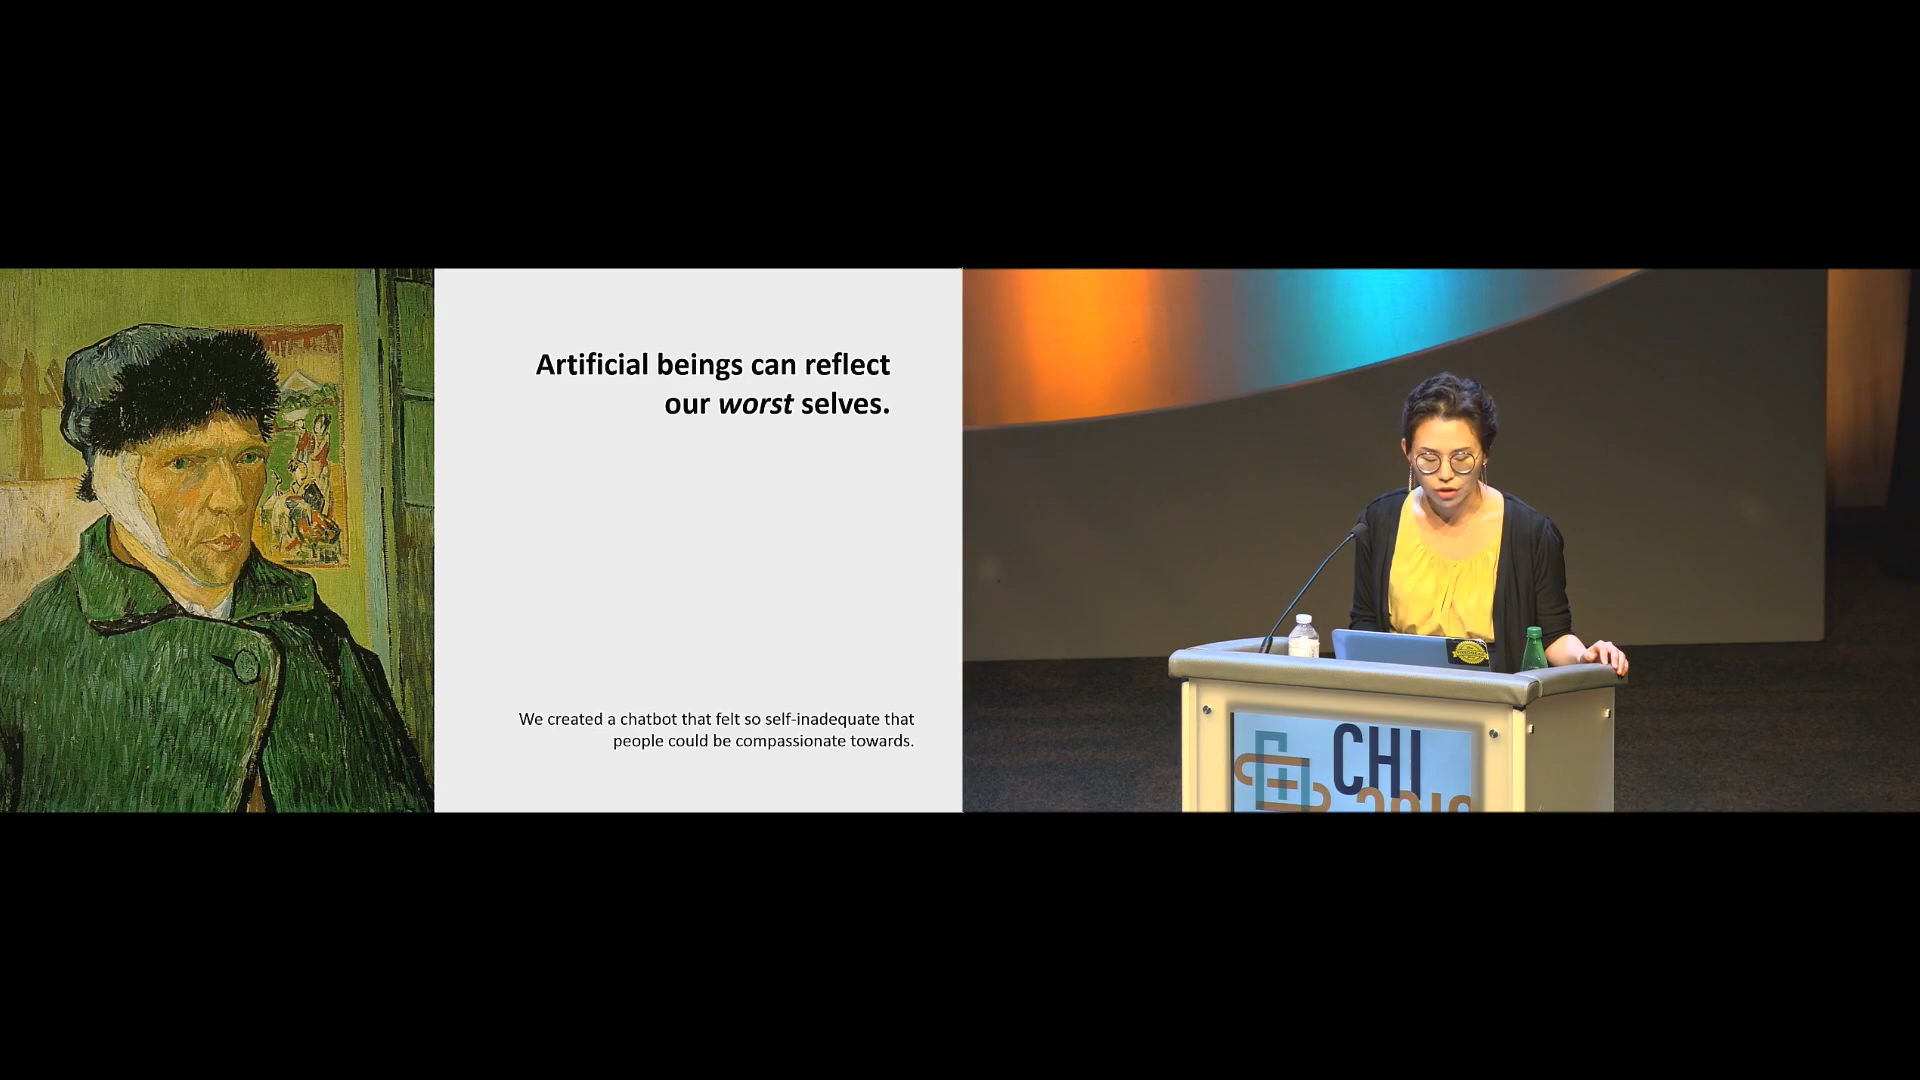 Artificial beings can reflect
our worst selves.
We created a chatbot that felt so self-inadequate that
people could be compassionate towards.
CHI